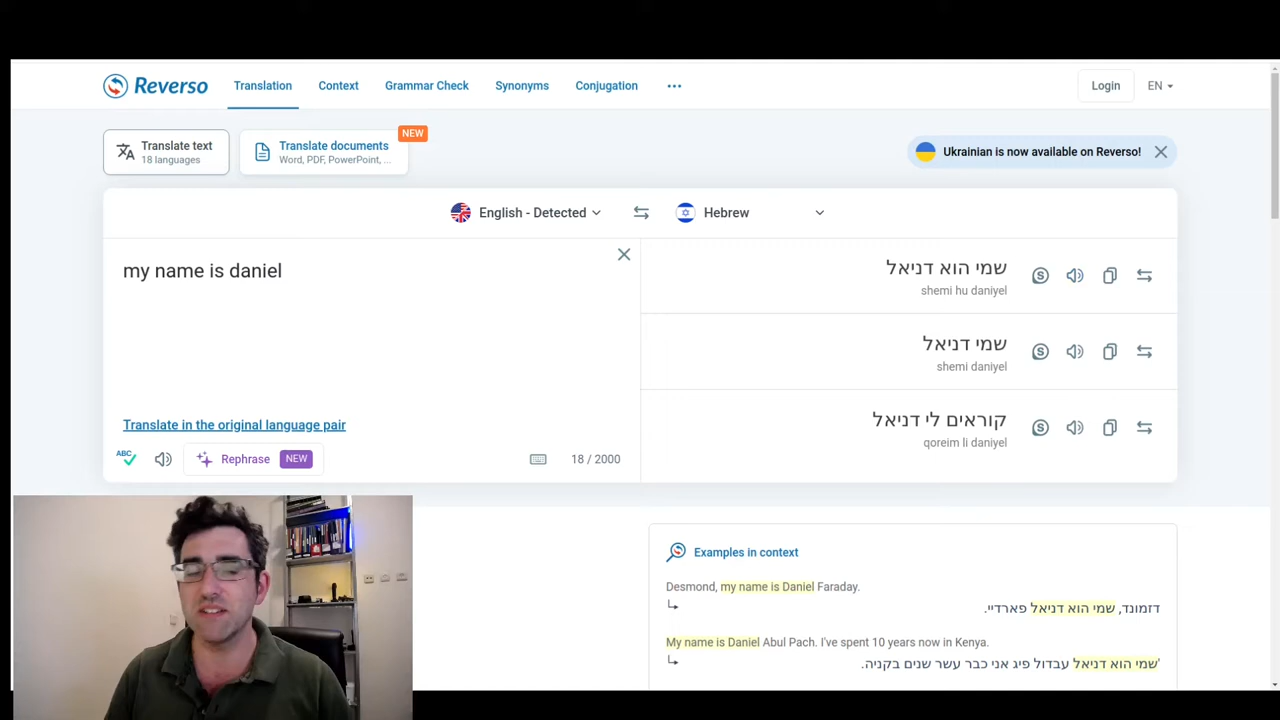 Reverso
Translation
Context
Grammar Check
Synonyms
Conjugation
Login
EN
Translate text
18 languages
Translate documents
Word, PDF, PowerPoint, ...
NEW
Ukrainian is now available on Reverso!
English - Detected
Hebrew
my name is daniel
Translate in the original language pair
ABC
Rephrase
NEW
18 / 2000
שמי הוא דניאל
shemi hu daniyel
שמי דניאל
shemi daniyel
קוראים לי דניאל
qoreim li daniyel
Examples in context
Desmond, my name is Daniel Faraday.
דזמונד, שמי הוא דניאל פארדיי.
My name is Daniel Abul Pach. I've spent 10 years now in Kenya.
'שמי הוא דניאל עבדול פיג אני כבר עשר שנים בקניה.